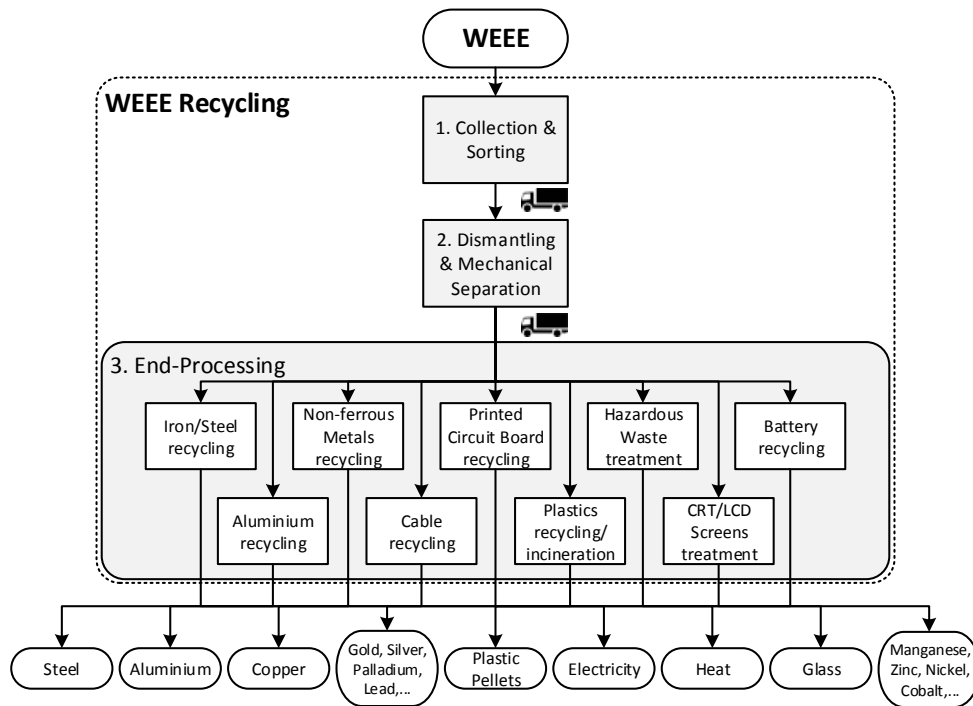 WEEE
WEEE Recycling
1. Collection &
Sorting
2. Dismantling
& Mechanical
Separation
3. End-Processing
Iron/Steel
recycling
Non-ferrous
Metals
recycling
Printed
Circuit Board
recycling
Hazardous
Waste
treatment
Battery
recycling
Aluminium
recycling
Cable
recycling
Plastics
recycling/
incineration
CRT/LCD
Screens
treatment
Steel
Aluminium
Copper
Gold, Silver,
Palladium,
Lead,...
Plastic
Pellets
Electricity
Heat
Glass
Manganese,
Zinc, Nickel,
Cobalt,...